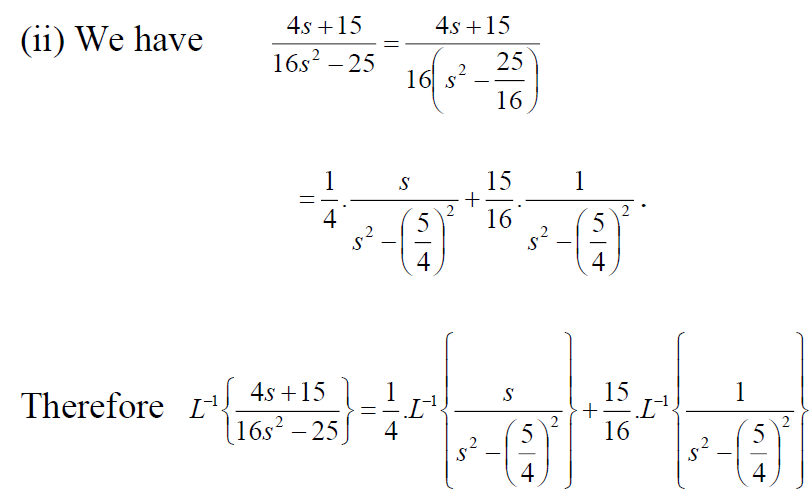 (ii) We have $\frac{4s+15}{16s^2-25} = \frac{4s+15}{16\left(s^2-\frac{25}{16}\right)}$
$= \frac{1}{4}.\frac{s}{s^2-\left(\frac{5}{4}\right)^2} + \frac{15}{16}.\frac{1}{s^2-\left(\frac{5}{4}\right)^2}.$
Therefore $L^{-1}\left\{\frac{4s+15}{16s^2-25}\right\} = \frac{1}{4}.L^{-1}\left\{\frac{s}{s^2-\left(\frac{5}{4}\right)^2}\right\} + \frac{15}{16}.L^{-1}\left\{\frac{1}{s^2-\left(\frac{5}{4}\right)^2}\right\}$